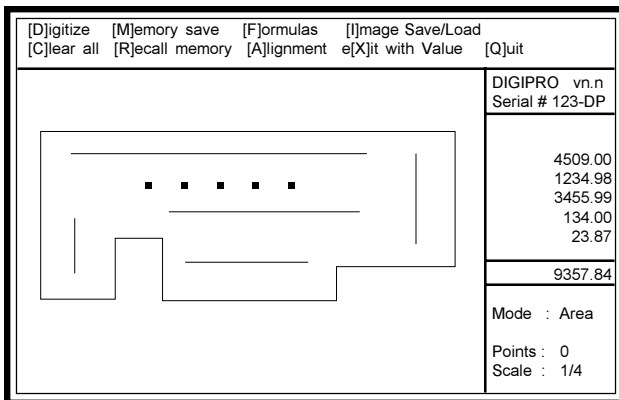 [D]igitize [M]emory save [F]ormulas [I]mage Save/Load
[C]lear all [R]ecall memory [A]lignment e[X]it with Value [Q]uit
DIGIPRO vn.n
Serial # 123-DP
4509.00
1234.98
3455.99
134.00
23.87
9357.84
Mode : Area
Points : 0
Scale : 1/4